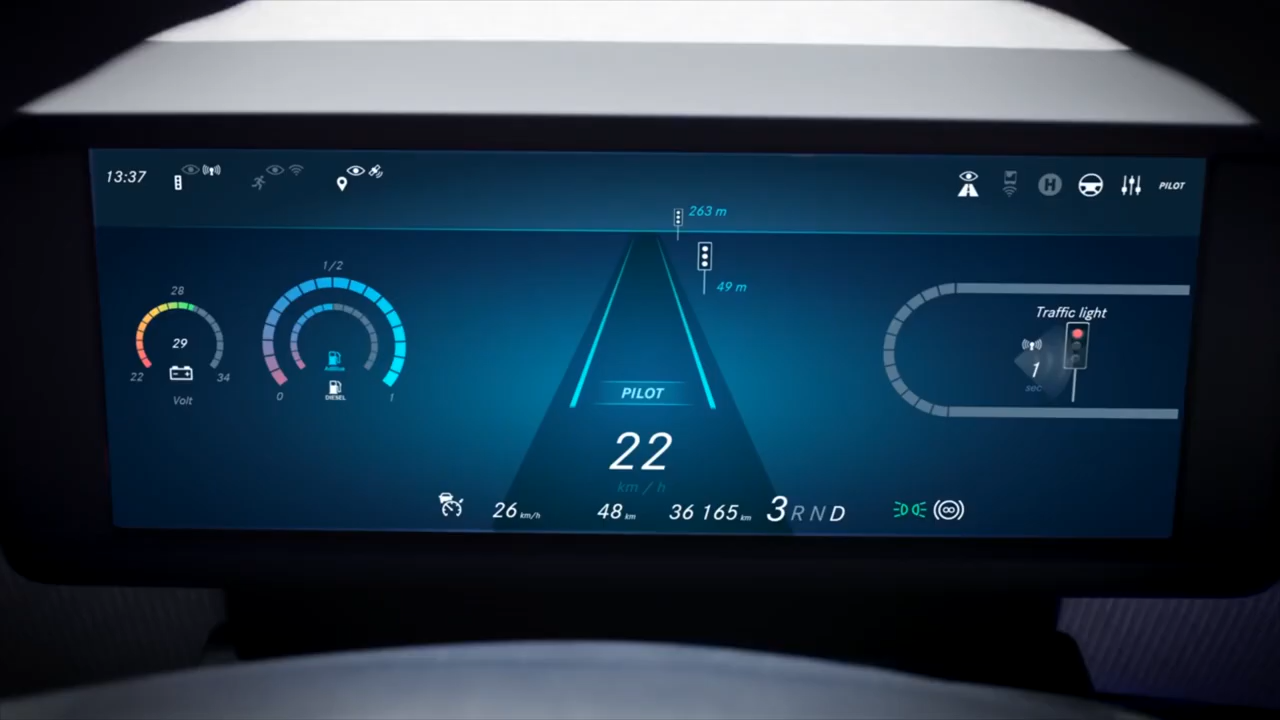 13:37
H
PILOT
263 m
49 m
28
29
22
34
Volt
1/2
AdBlue
DIESEL
0
1
PILOT
22
km/h
Traffic light
1
sec
26 km/h
48 km
36 165 km
3 R N D